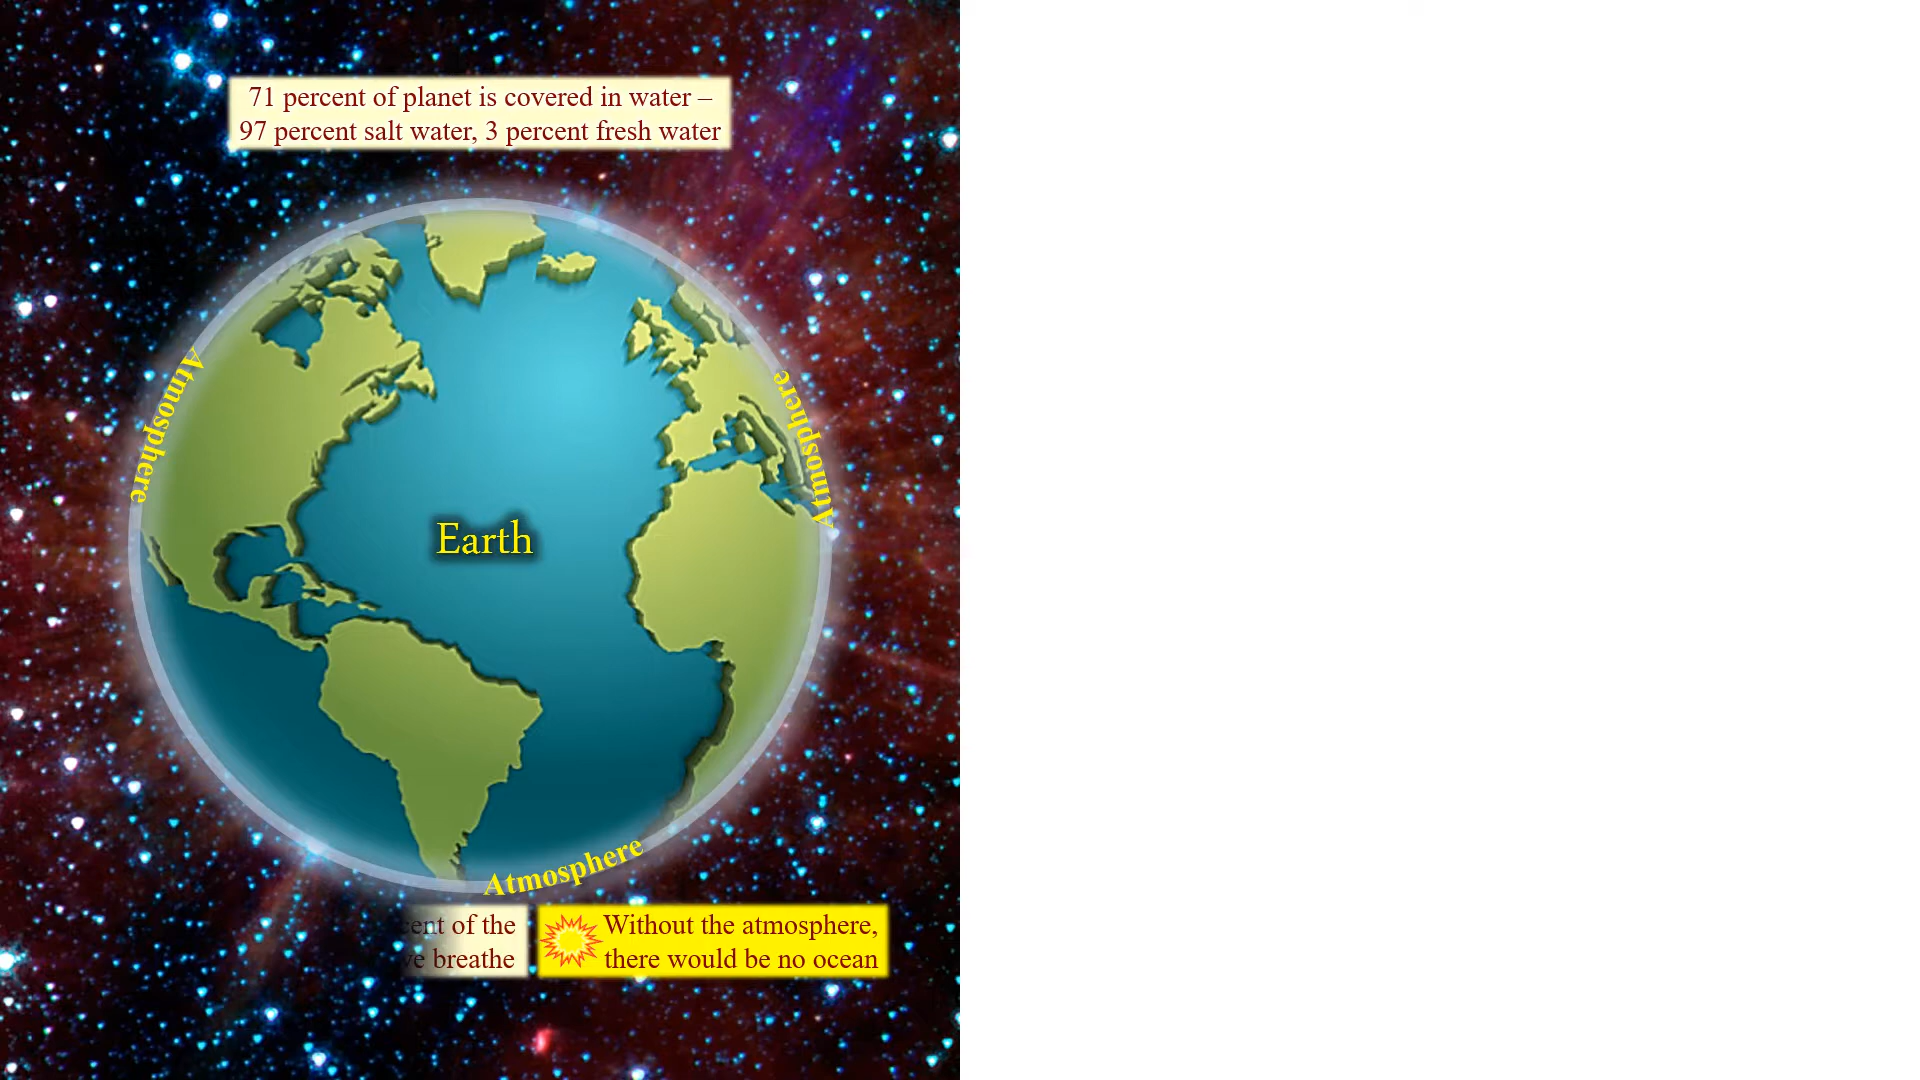 71 percent of planet is covered in water –
97 percent salt water, 3 percent fresh water
Atmosphere
Atmosphere
Earth
Atmosphere
of the
breathe
Without the atmosphere,
there would be no ocean